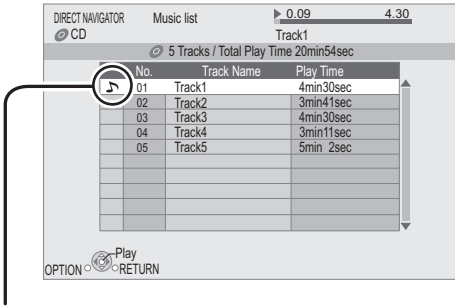 DIRECT NAVIGATOR Music list 0.09 4.30
CD Track1
5 Tracks / Total Play Time 20min54sec
No. Track Name Play Time
01 Track1 4min30sec
02 Track2 3min41sec
03 Track3 4min30sec
04 Track4 3min11sec
05 Track5 5min 2sec
Play
OPTION RETURN